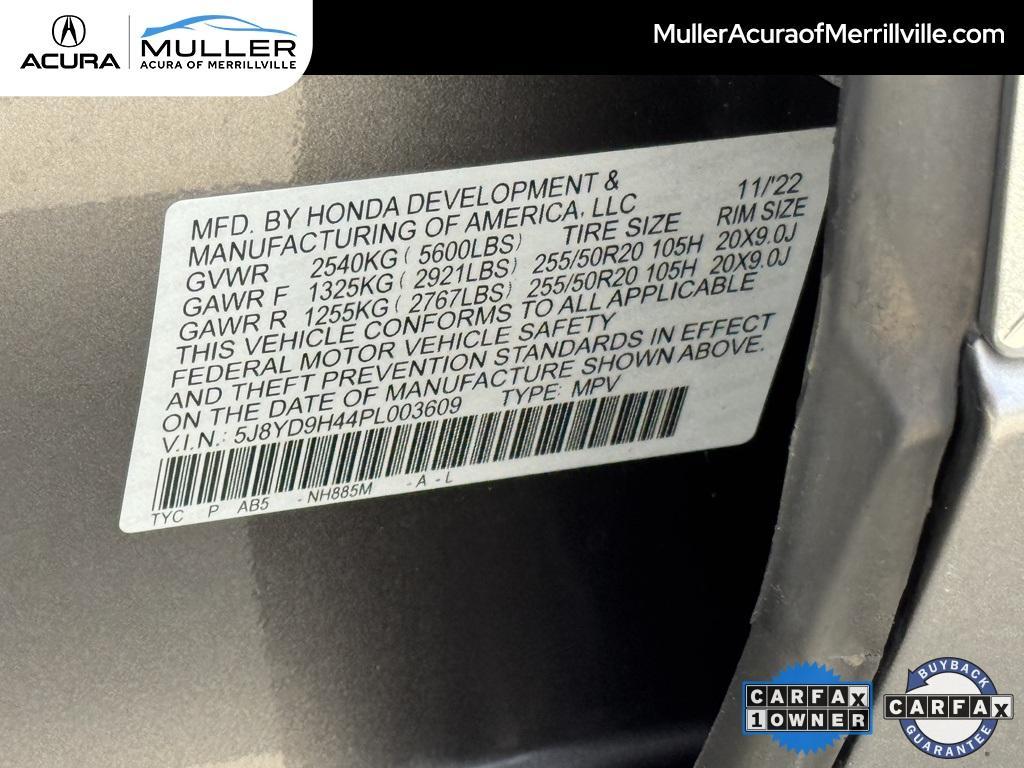 ACURA
MULLER
ACURA OF MERRILLVILLE
MullerAcuraofMerrillville.com
MFD. BY HONDA DEVELOPMENT & 11/'22
MANUFACTURING OF AMERICA, LLC
GVWR 2540KG ( 5600LBS) TIRE SIZE RIM SIZE
GAWR F 1325KG ( 2921LBS) 255/50R20 105H 20X9.0J
GAWR R 1255KG ( 2767LBS) 255/50R20 105H 20X9.0J
THIS VEHICLE CONFORMS TO ALL APPLICABLE
FEDERAL MOTOR VEHICLE SAFETY
AND THEFT PREVENTION STANDARDS IN EFFECT
ON THE DATE OF MANUFACTURE SHOWN ABOVE.
V.I.N.: 5J8YD9H44PL003609 TYPE: MPV
TYC P AB5 - NH885M - A - L
CARFAX
1 OWNER
BUYBACK
CARFAX
GUARANTEE